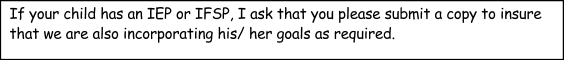 If your child has an IEP or IFSP, I ask that you please submit a copy to insure
that we are also incorporating his/ her goals as required.